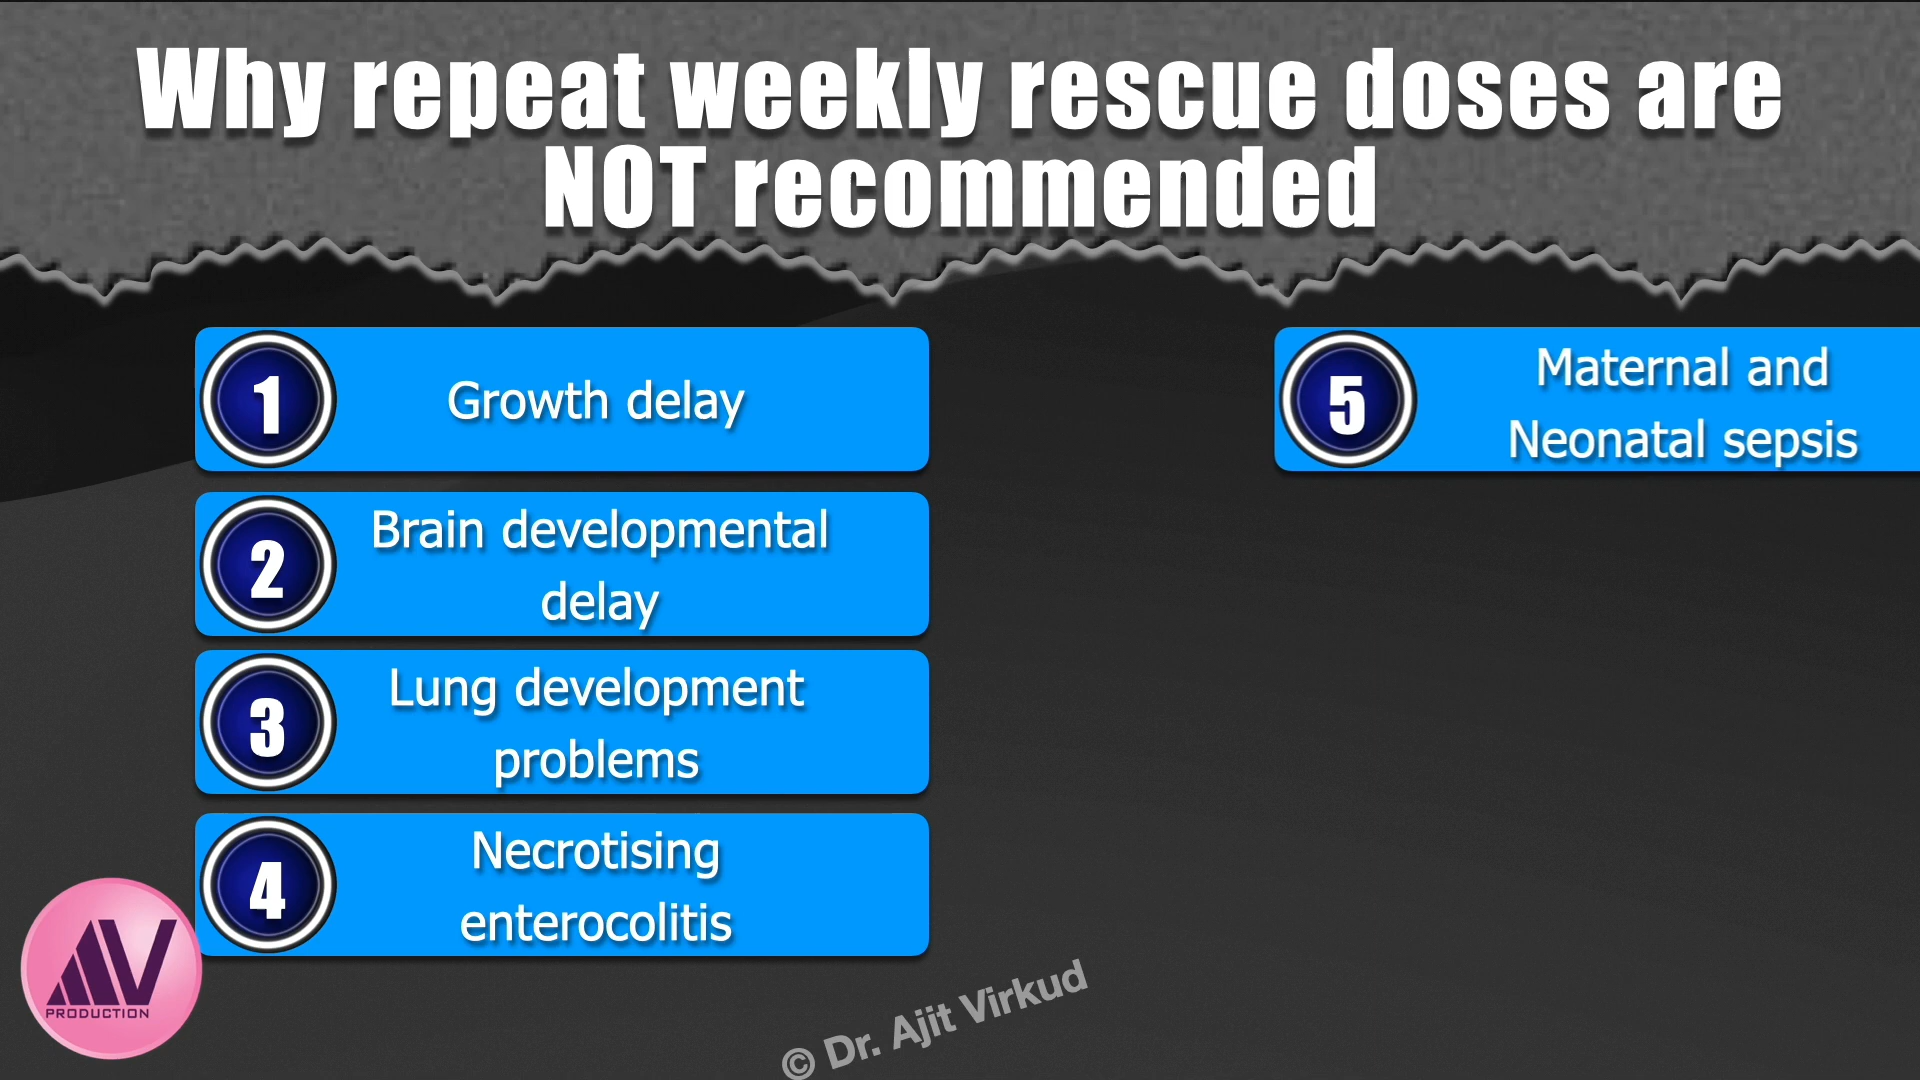 Why repeat weekly rescue doses are
NOT recommended
1
Growth delay
2
Brain developmental
delay
3
Lung development
problems
4
Necrotising
enterocolitis
5
Maternal and
Neonatal sepsis
AV
PRODUCTION
© Dr. Ajit Virkud